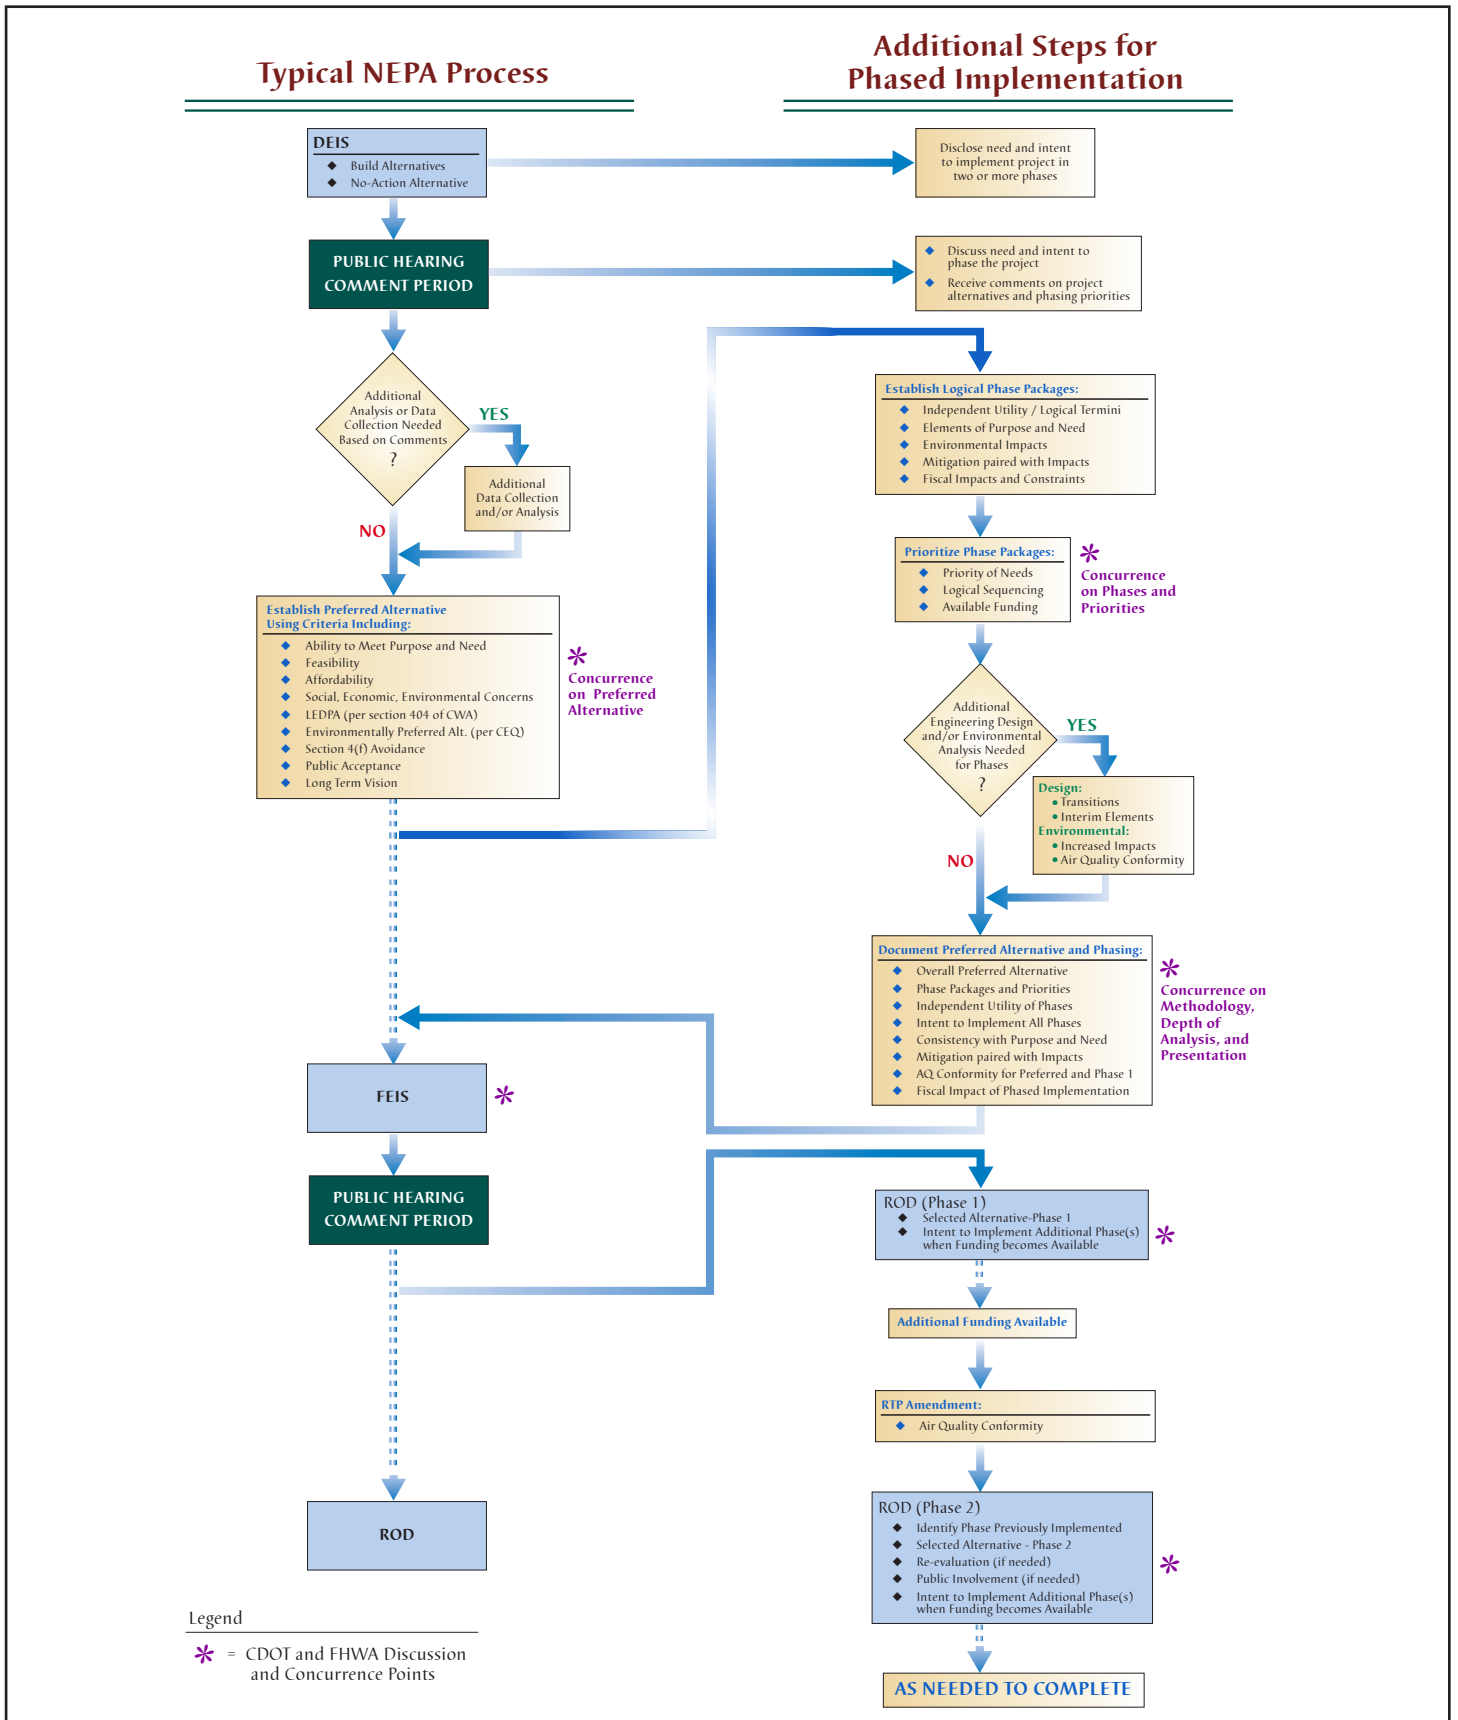 Typical NEPA Process
DEIS
◆ Build Alternatives
◆ No-Action Alternative
PUBLIC HEARING
COMMENT PERIOD
Additional
Analysis or Data
Collection Needed
Based on Comments
?
YES
Additional
Data Collection
and/or Analysis
NO
Establish Preferred Alternative
Using Criteria Including:
◆ Ability to Meet Purpose and Need
◆ Feasibility
◆ Affordability
◆ Social, Economic, Environmental Concerns
◆ LEDPA (per section 404 of CWA)
◆ Environmentally Preferred Alt. (per CEQ)
◆ Section 4(f) Avoidance
◆ Public Acceptance
◆ Long Term Vision
*
Concurrence
on Preferred
Alternative
FEIS
*
PUBLIC HEARING
COMMENT PERIOD
ROD
Legend
* = CDOT and FHWA Discussion
and Concurrence Points
Additional Steps for
Phased Implementation
Disclose need and intent
to implement project in
two or more phases
◆ Discuss need and intent to
phase the project
◆ Receive comments on project
alternatives and phasing priorities
Establish Logical Phase Packages:
◆ Independent Utility / Logical Termini
◆ Elements of Purpose and Need
◆ Environmental Impacts
◆ Mitigation paired with Impacts
◆ Fiscal Impacts and Constraints
Prioritize Phase Packages:
◆ Priority of Needs
◆ Logical Sequencing
◆ Available Funding
*
Concurrence
on Phases and
Priorities
Additional
Engineering Design
and/or Environmental
Analysis Needed
for Phases
?
YES
Design:
• Transitions
• Interim Elements
Environmental:
• Increased Impacts
• Air Quality Conformity
NO
Document Preferred Alternative and Phasing:
◆ Overall Preferred Alternative
◆ Phase Packages and Priorities
◆ Independent Utility of Phases
◆ Intent to Implement All Phases
◆ Consistency with Purpose and Need
◆ Mitigation paired with Impacts
◆ AQ Conformity for Preferred and Phase 1
◆ Fiscal Impact of Phased Implementation
*
Concurrence on
Methodology,
Depth of
Analysis, and
Presentation
ROD (Phase 1)
◆ Selected Alternative-Phase 1
◆ Intent to Implement Additional Phase(s)
when Funding becomes Available
*
Additional Funding Available
RTP Amendment:
◆ Air Quality Conformity
ROD (Phase 2)
◆ Identify Phase Previously Implemented
◆ Selected Alternative - Phase 2
◆ Re-evaluation (if needed)
◆ Public Involvement (if needed)
◆ Intent to Implement Additional Phase(s)
when Funding becomes Available
*
AS NEEDED TO COMPLETE